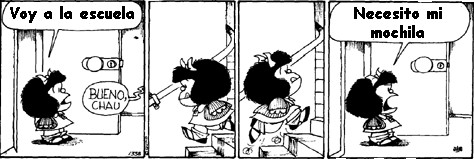 Voy a la escuela
BUENO,
CHAU
Necesito mi
mochila